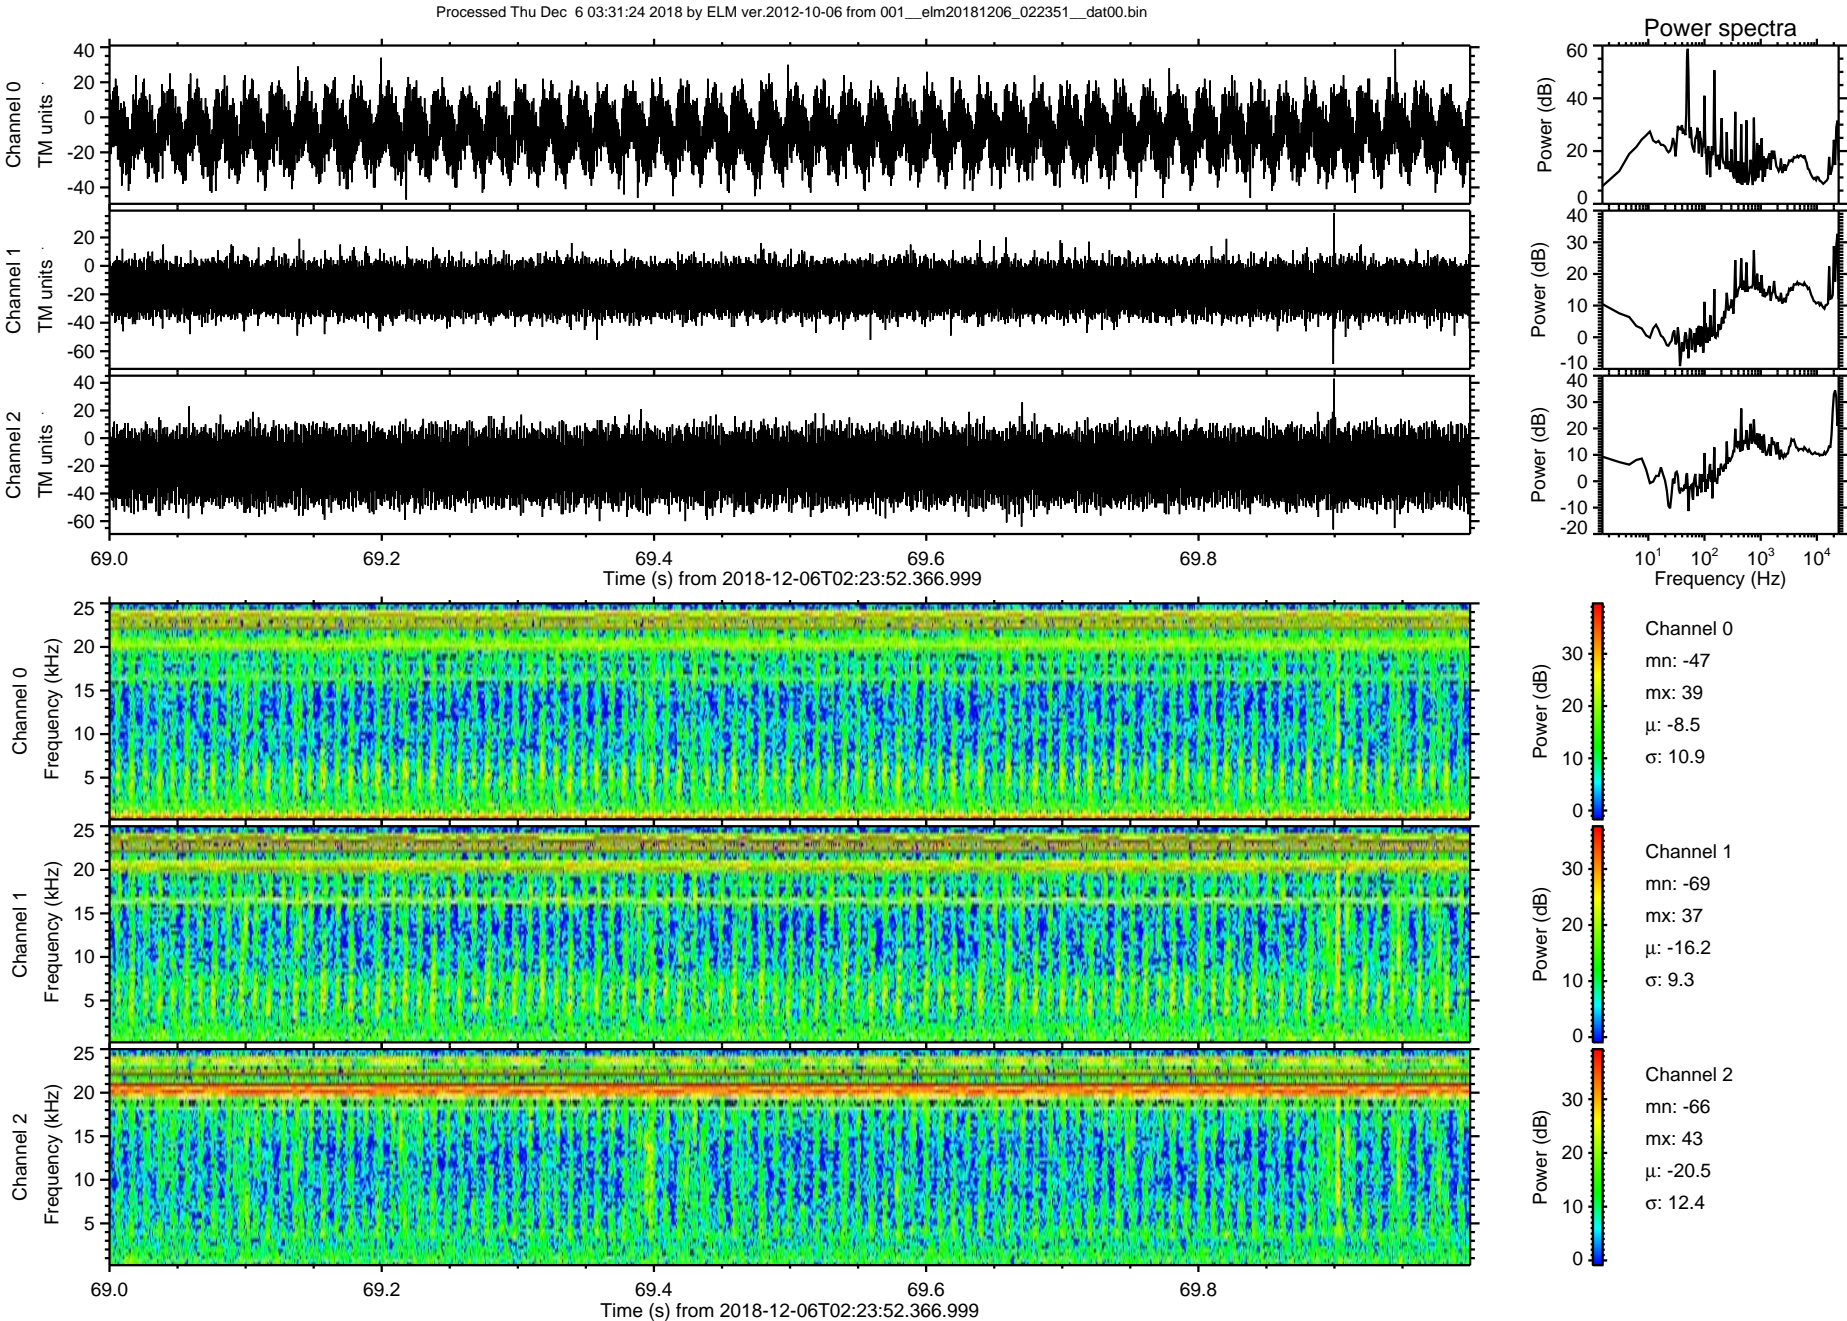 Processed Thu Dec  6 03:31:24 2018 by ELM ver.2012-10-06 from 001__elm20181206_022351__dat00.bin
Power spectra
Channel 0
TM units
40
20
0
-20
-40
Power (dB)
60
40
20
0
Channel 1
TM units
20
0
-20
-40
-60
Power (dB)
40
30
20
10
0
-10
Channel 2
TM units
40
20
0
-20
-40
-60
Power (dB)
40
30
20
10
0
-10
-20
69.0 69.2 69.4 69.6 69.8
Time (s) from 2018-12-06T02:23:52.366.999
10¹ 10² 10³ 10⁴
Frequency (Hz)
Channel 0
Frequency (kHz)
25
20
15
10
5
Power (dB)
30
20
10
0
Channel 0
mn: -47
mx: 39
μ: -8.5
σ: 10.9
Channel 1
Frequency (kHz)
25
20
15
10
5
Power (dB)
30
20
10
0
Channel 1
mn: -69
mx: 37
μ: -16.2
σ: 9.3
Channel 2
Frequency (kHz)
25
20
15
10
5
Power (dB)
30
20
10
0
Channel 2
mn: -66
mx: 43
μ: -20.5
σ: 12.4
69.0 69.2 69.4 69.6 69.8
Time (s) from 2018-12-06T02:23:52.366.999